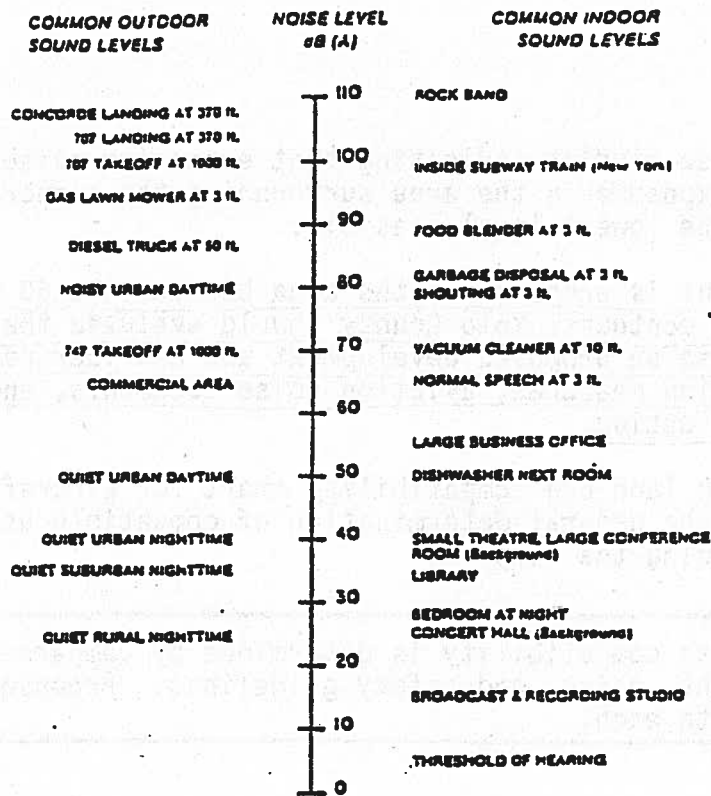 COMMON OUTDOOR SOUND LEVELS
NOISE LEVEL dB (A)
COMMON INDOOR SOUND LEVELS
110
ROCK BAND
CONCORDE LANDING AT 370 ft.
707 LANDING AT 370 ft.
707 TAKEOFF AT 1000 ft.
100
INSIDE SUBWAY TRAIN (New York)
GAS LAWN MOWER AT 3 ft.
90
FOOD BLENDER AT 3 ft.
DIESEL TRUCK AT 50 ft.
GARBAGE DISPOSAL AT 3 ft.
NOISY URBAN DAYTIME
80
SHOUTING AT 3 ft.
747 TAKEOFF AT 1000 ft.
70
VACUUM CLEANER AT 10 ft.
COMMERCIAL AREA
NORMAL SPEECH AT 3 ft.
60
LARGE BUSINESS OFFICE
QUIET URBAN DAYTIME
50
DISHWASHER NEXT ROOM
QUIET URBAN NIGHTTIME
40
SMALL THEATRE, LARGE CONFERENCE
ROOM (Background)
QUIET SUBURBAN NIGHTTIME
LIBRARY
30
BEDROOM AT NIGHT
QUIET RURAL NIGHTTIME
CONCERT HALL (Background)
20
BROADCAST & RECORDING STUDIO
10
THRESHOLD OF HEARING
0